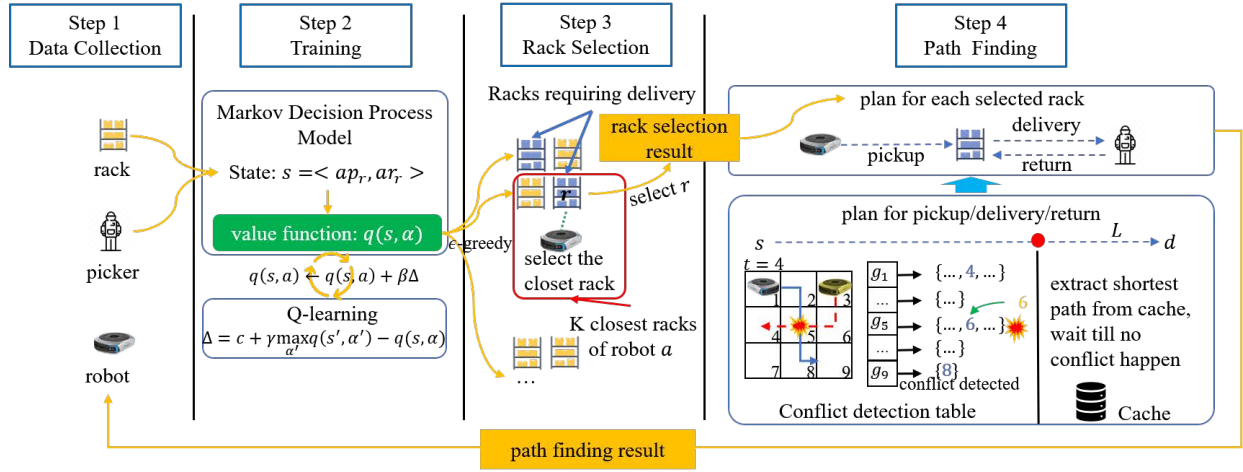 Step 1
Data Collection
Step 2
Training
Step 3
Rack Selection
Step 4
Path Finding
rack
picker
robot
Markov Decision Process
Model
State: s =< ap_r, ar_r >
value function: q(s, α)
q(s, a) ← q(s, a) + βΔ
Q-learning
Δ = c + γ max_{α′} q(s′, α′) − q(s, α)
ϵ-greedy
Racks requiring delivery
r
select r
select the
closet rack
K closest racks
of robot a
...
rack selection
result
plan for each selected rack
pickup
delivery
return
plan for pickup/delivery/return
s
L
d
t = 4
1 2 3
4 5 6
7 8 9
g_1
{..., 4, ...}
...
{...}
6
g_5
{..., 6, ...}
...
{...}
g_9
{8}
conflict detected
Conflict detection table
extract shortest
path from cache,
wait till no
conflict happen
Cache
path finding result